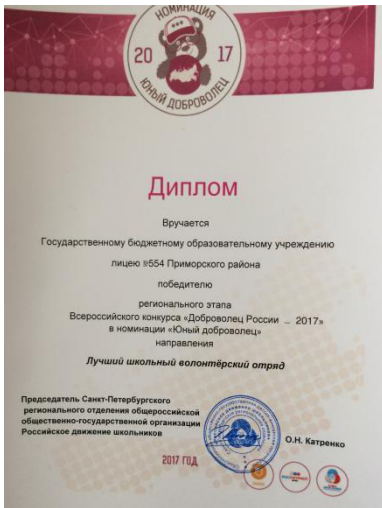 НОМИНАЦИЯ
20 17
ЮНЫЙ ДОБРОВОЛЕЦ
Диплом
Вручается
Государственному бюджетному образовательному учреждению
лицею №554 Приморского района
победителю
регионального этапа
Всероссийского конкурса «Доброволец России – 2017»
в номинации «Юный доброволец»
направления
Лучший школьный волонтёрский отряд
Председатель Санкт-Петербургского
регионального отделения общероссийской
общественно-государственной организации
Российское движение школьников
О.Н. Катренко
2017 ГОД